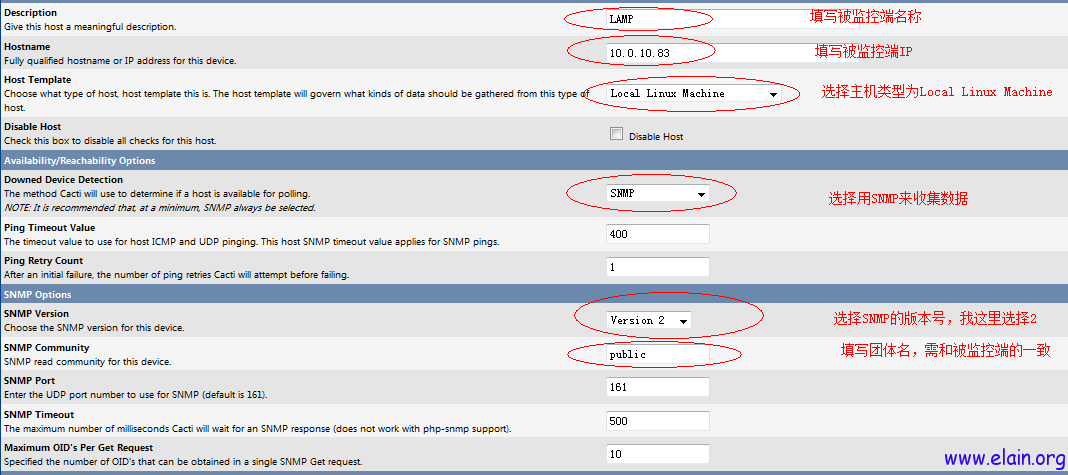 Description
Give this host a meaningful description.
LAMP
填写被监控端名称
Hostname
Fully qualified hostname or IP address for this device.
10.0.10.83
填写被监控端IP
Host Template
Choose what type of host, host template this is. The host template will govern what kinds of data should be gathered from this type of
host.
Local Linux Machine
选择主机类型为Local Linux Machine
Disable Host
Check this box to disable all checks for this host.
Disable Host
Availability/Reachability Options
Downed Device Detection
The method Cacti will use to determine if a host is available for polling.
NOTE: It is recommended that, at a minimum, SNMP always be selected.
SNMP
选择用SNMP来收集数据
Ping Timeout Value
The timeout value to use for host ICMP and UDP pinging. This host SNMP timeout value applies for SNMP pings.
400
Ping Retry Count
After an initial failure, the number of ping retries Cacti will attempt before failing.
1
SNMP Options
SNMP Version
Choose the SNMP version for this device.
Version 2
选择SNMP的版本号，我这里选择2
SNMP Community
SNMP read community for this device.
public
填写团体名，需和被监控端的一致
SNMP Port
Enter the UDP port number to use for SNMP (default is 161).
161
SNMP Timeout
The maximum number of milliseconds Cacti will wait for an SNMP response (does not work with php-snmp support).
500
Maximum OID's Per Get Request
Specified the number of OID's that can be obtained in a single SNMP Get request.
10
www.elain.org